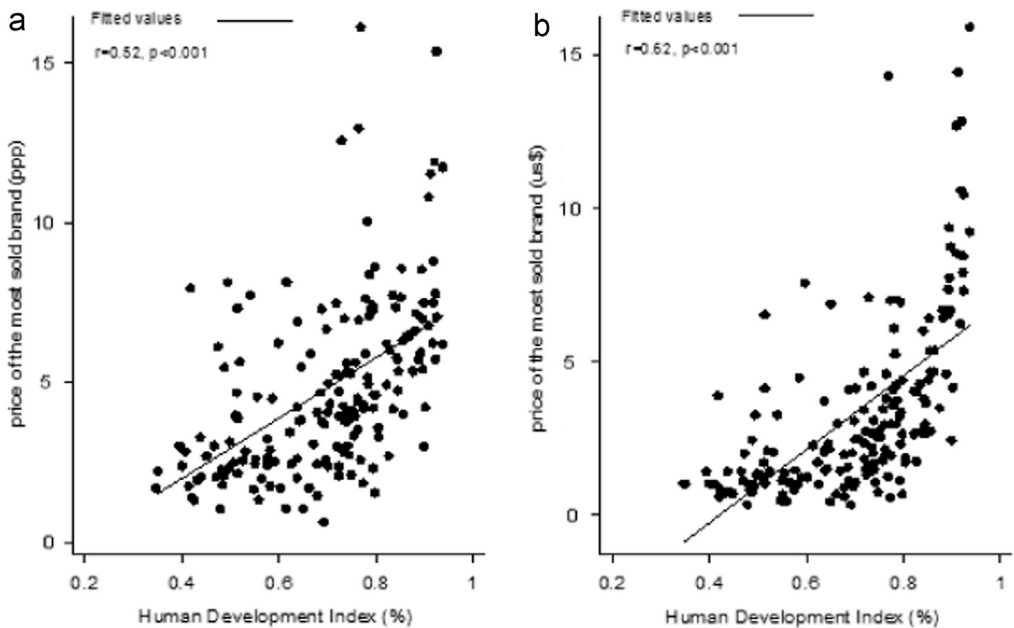 a
Fitted values
r=0.52, p<0.001
price of the most sold brand (ppp)
15
10
5
0
0.2 0.4 0.6 0.8 1
Human Development Index (%)
b
Fitted values
r=0.62, p<0.001
price of the most sold brand (us$)
15
10
5
0
0.2 0.4 0.6 0.8 1
Human Development Index (%)